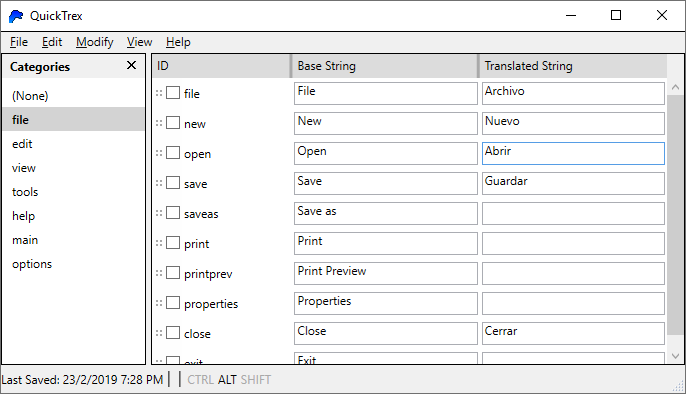 QuickTrex
File Edit Modify View Help
Categories
(None)
file
edit
view
tools
help
main
options
ID Base String Translated String
file File Archivo
new New Nuevo
open Open Abrir
save Save Guardar
saveas Save as
print Print
printprev Print Preview
properties Properties
close Close Cerrar
exit Exit
Last Saved: 23/2/2019 7:28 PM CTRL ALT SHIFT